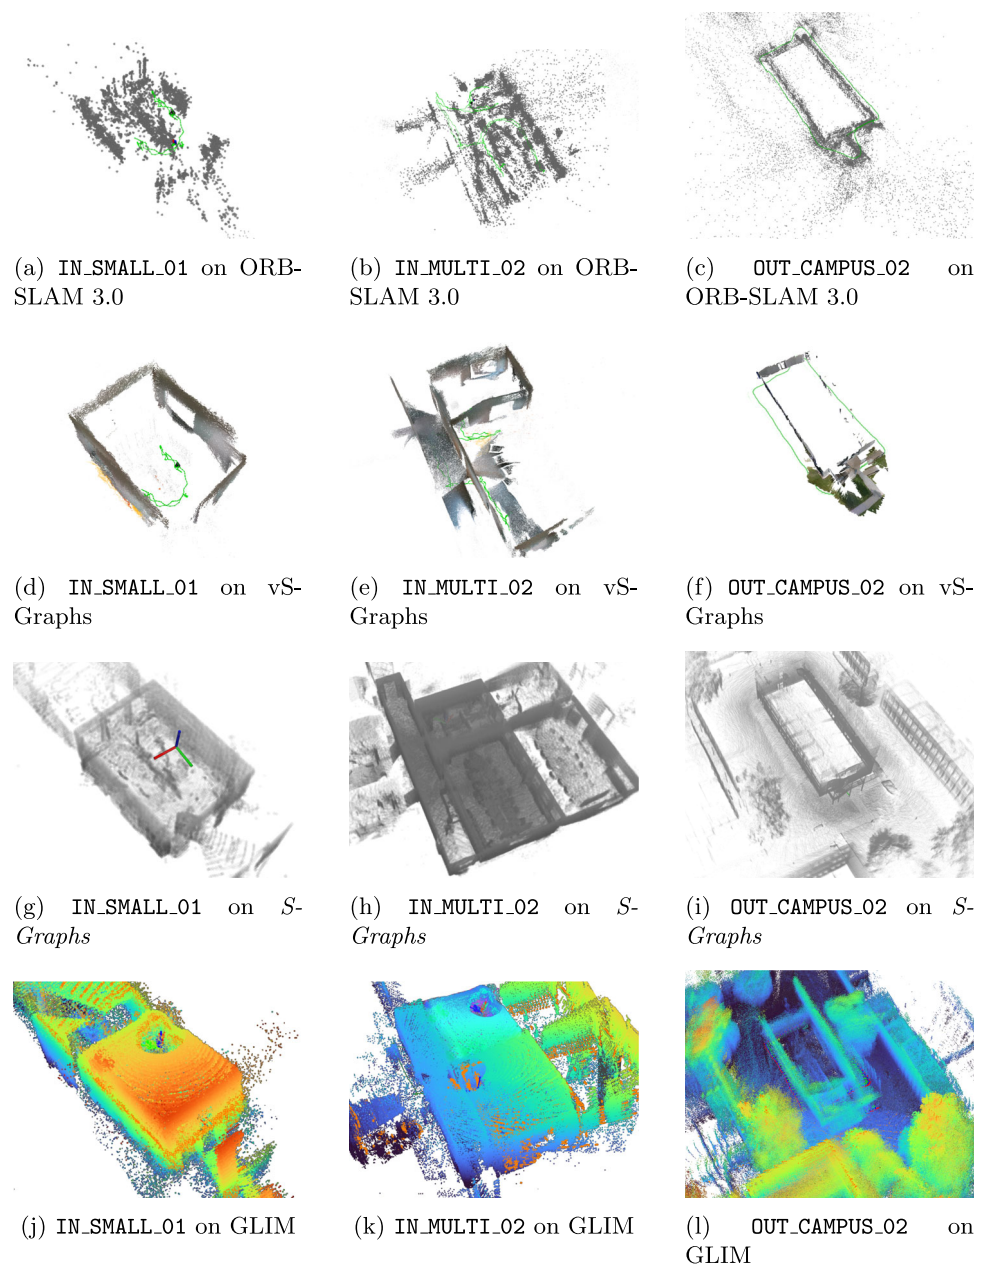 (a) IN_SMALL_01 on ORB-
SLAM 3.0
(b) IN_MULTI_02 on ORB-
SLAM 3.0
(c) OUT_CAMPUS_02 on
ORB-SLAM 3.0
(d) IN_SMALL_01 on vS-
Graphs
(e) IN_MULTI_02 on vS-
Graphs
(f) OUT_CAMPUS_02 on vS-
Graphs
(g) IN_SMALL_01 on S-
Graphs
(h) IN_MULTI_02 on S-
Graphs
(i) OUT_CAMPUS_02 on S-
Graphs
(j) IN_SMALL_01 on GLIM
(k) IN_MULTI_02 on GLIM
(l) OUT_CAMPUS_02 on
GLIM